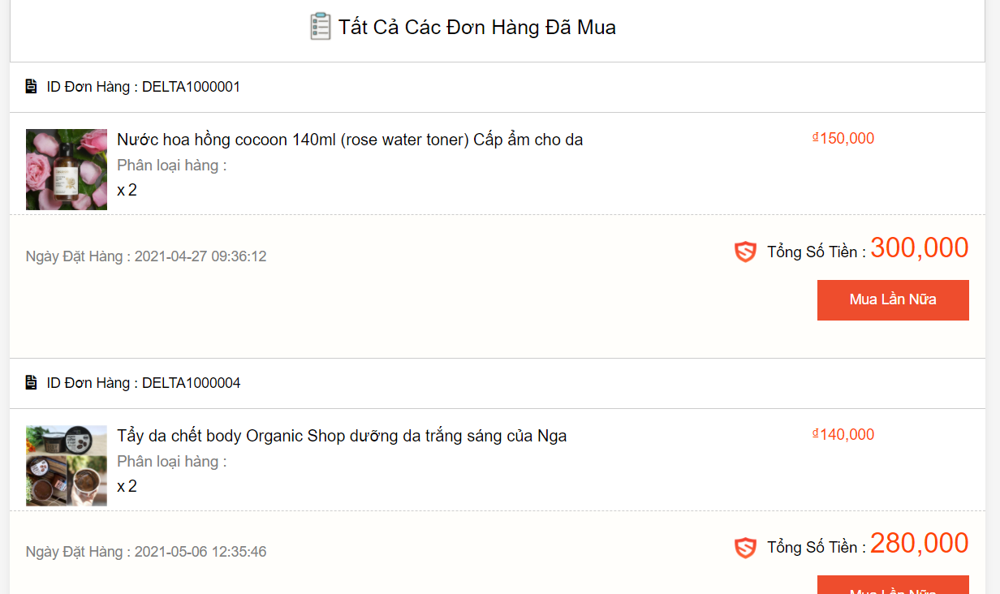 Tất Cả Các Đơn Hàng Đã Mua
ID Đơn Hàng : DELTA1000001
Nước hoa hồng cocoon 140ml (rose water toner) Cấp ẩm cho da
₫150,000
Phân loại hàng :
x 2
Ngày Đặt Hàng : 2021-04-27 09:36:12
Tổng Số Tiền : 300,000
Mua Lần Nữa
ID Đơn Hàng : DELTA1000004
Tẩy da chết body Organic Shop dưỡng da trắng sáng của Nga
₫140,000
Phân loại hàng :
x 2
Ngày Đặt Hàng : 2021-05-06 12:35:46
Tổng Số Tiền : 280,000
Mua Lần Nữa